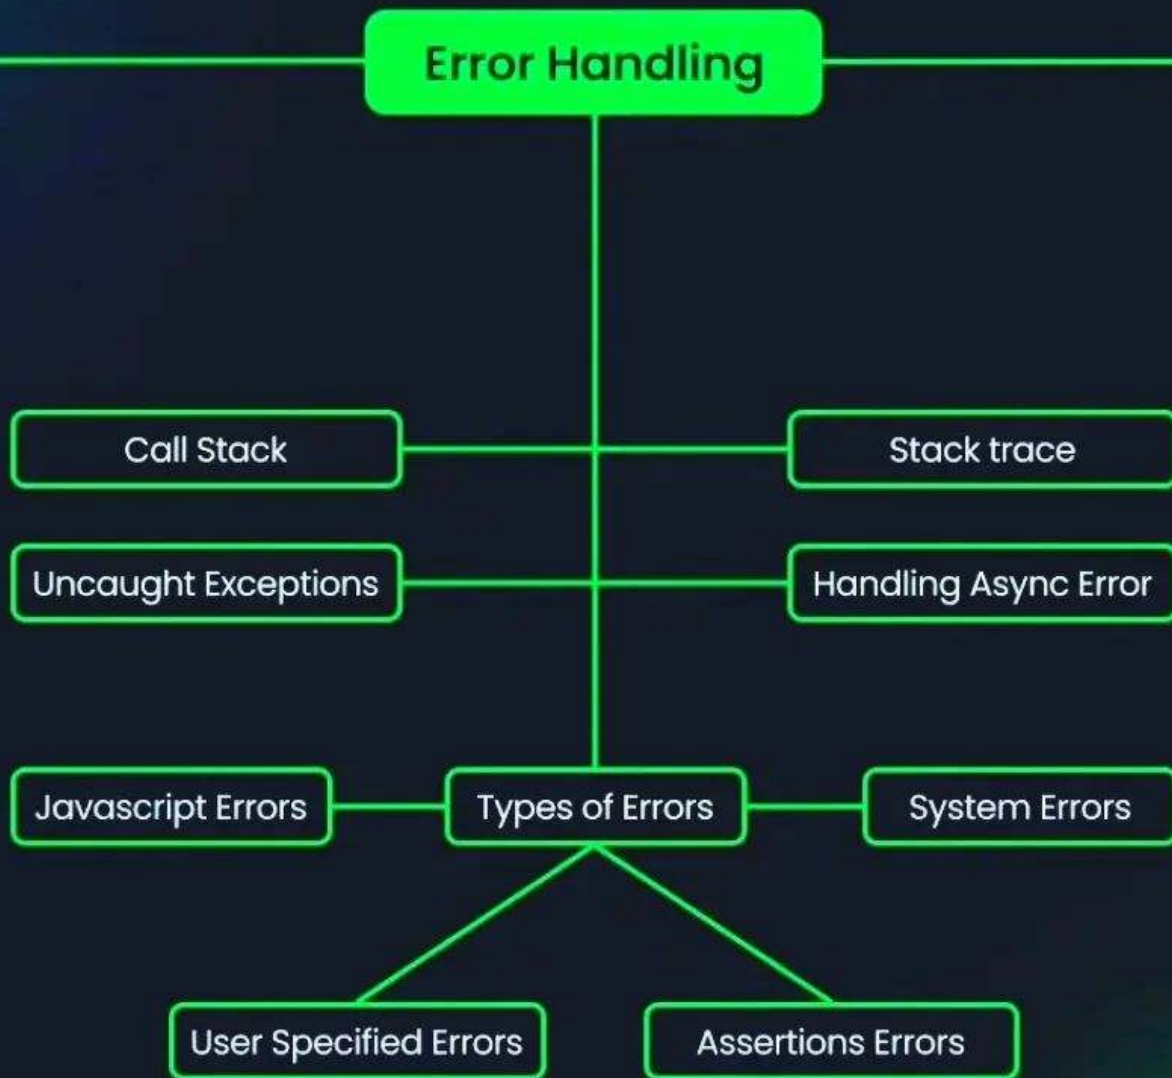 Error Handling
Call Stack
Stack trace
Uncaught Exceptions
Handling Async Error
Javascript Errors
Types of Errors
System Errors
User Specified Errors
Assertions Errors